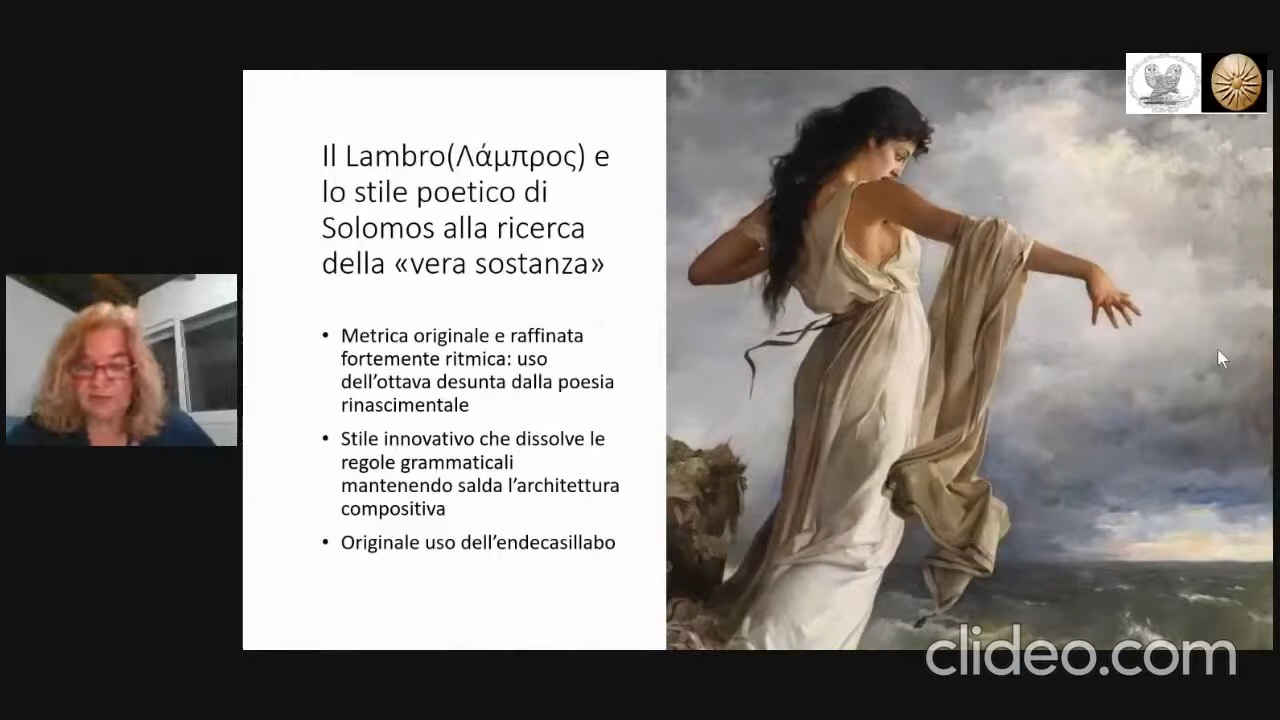 Il Lambro(Λάμπρος) e
lo stile poetico di
Solomos alla ricerca
della «vera sostanza»
• Metrica originale e raffinata
fortemente ritmica: uso
dell’ottava desunta dalla poesia
rinascimentale
• Stile innovativo che dissolve le
regole grammaticali
mantenendo salda l’architettura
compositiva
• Originale uso dell’endecasillabo
clideo.com